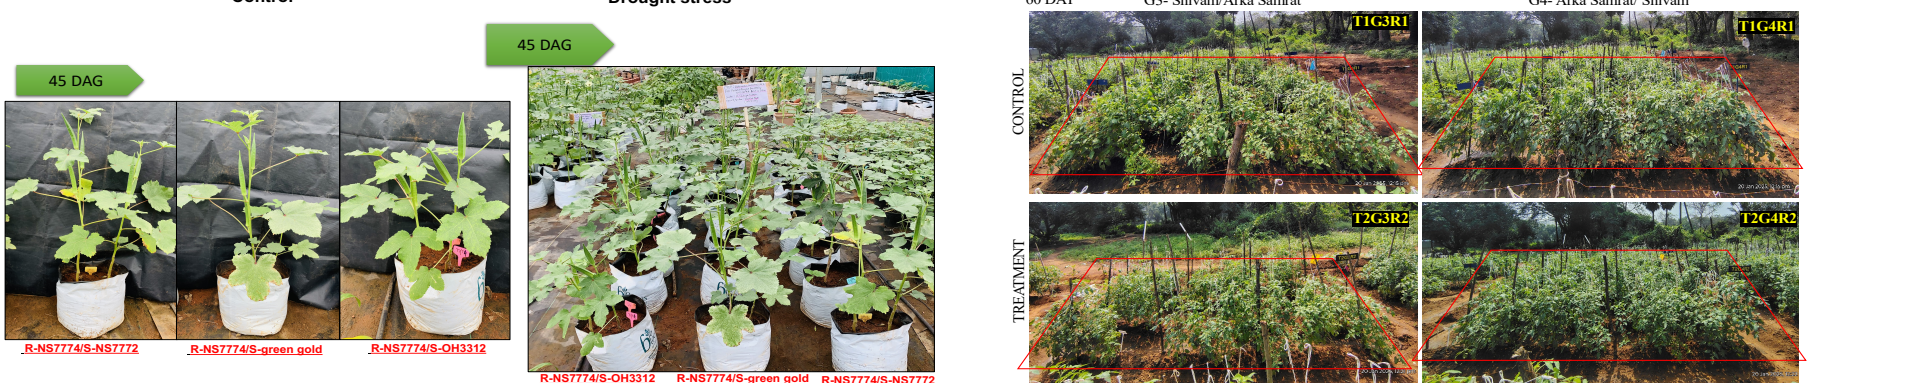 Control
Drought stress
45 DAG
45 DAG
R-NS7774/S-NS7772
R-NS7774/S-green gold
R-NS7774/S-OH3312
R-NS7774/S-OH3312
R-NS7774/S-green gold
R-NS7774/S-NS7772
60 DAT
G3- Shivam/Arka Samrat
G4- Arka Samrat/ Shivam
CONTROL
T1G3R1
T1G4R1
TREATMENT
T2G3R2
T2G4R2